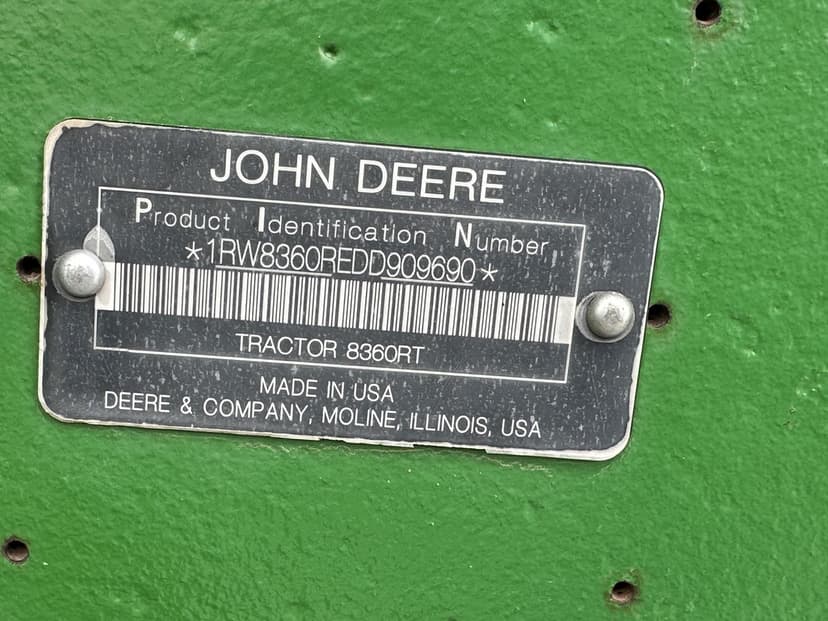 JOHN DEERE
Product Identification Number
*1RW8360REDD909690*
TRACTOR 8360RT
MADE IN USA
DEERE & COMPANY, MOLINE, ILLINOIS, USA